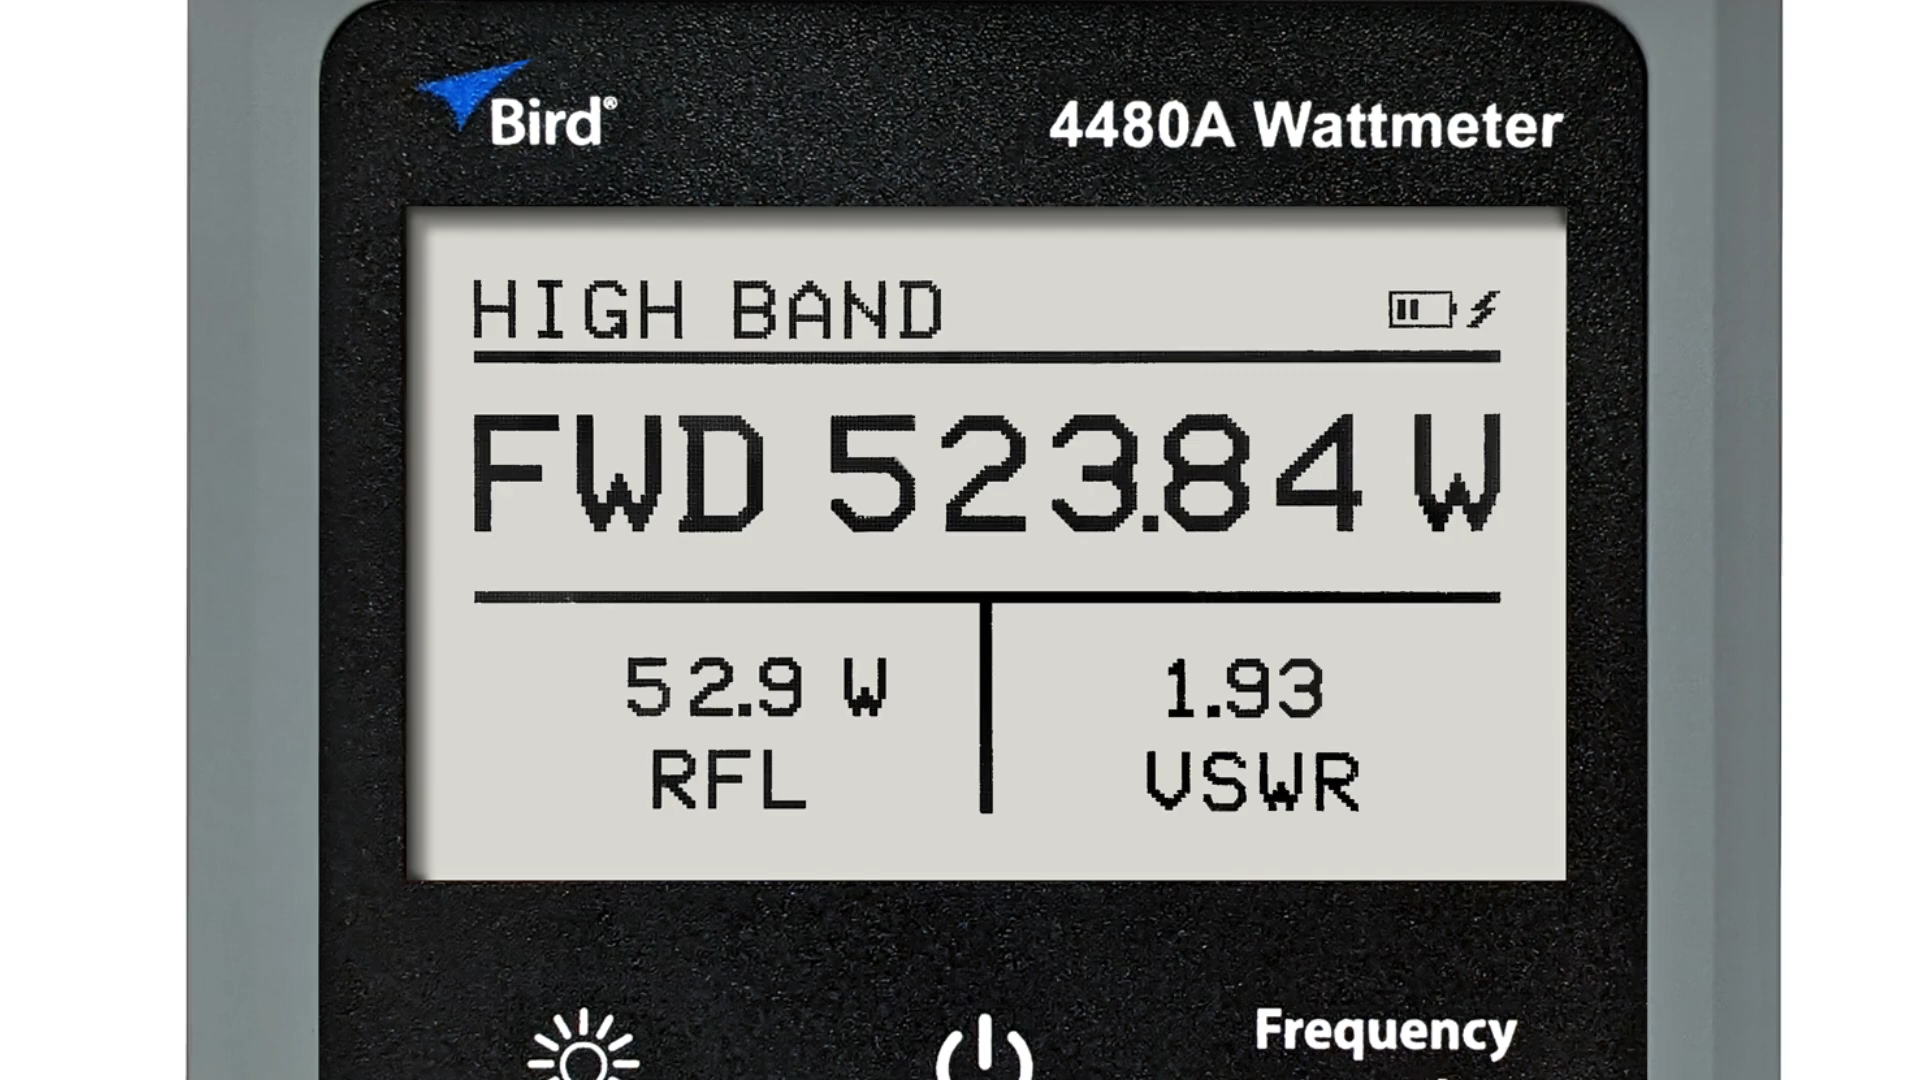 Bird®
4480A Wattmeter
HIGH BAND
FWD 523.84 W
52.9 W
RFL
1.93
VSWR
Frequency